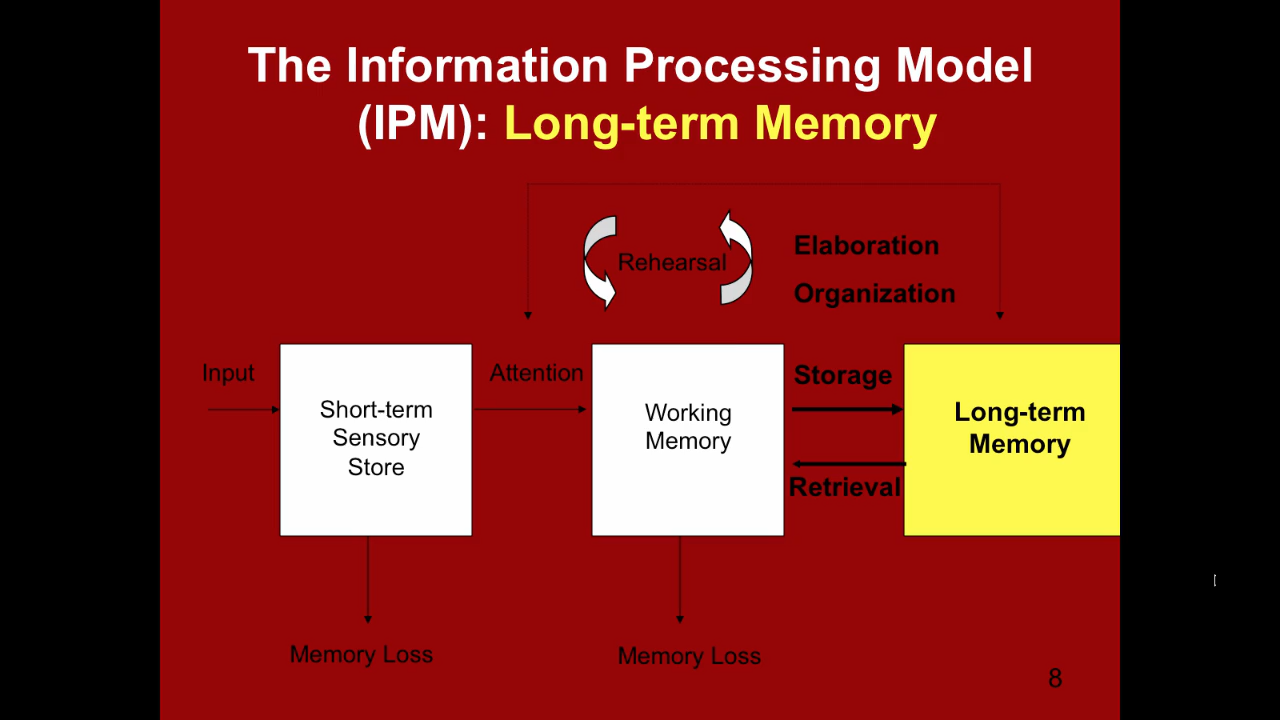 The Information Processing Model
(IPM): Long-term Memory
Rehearsal
Elaboration
Organization
Input
Short-term
Sensory
Store
Attention
Working
Memory
Storage
Retrieval
Long-term
Memory
Memory Loss
Memory Loss
8